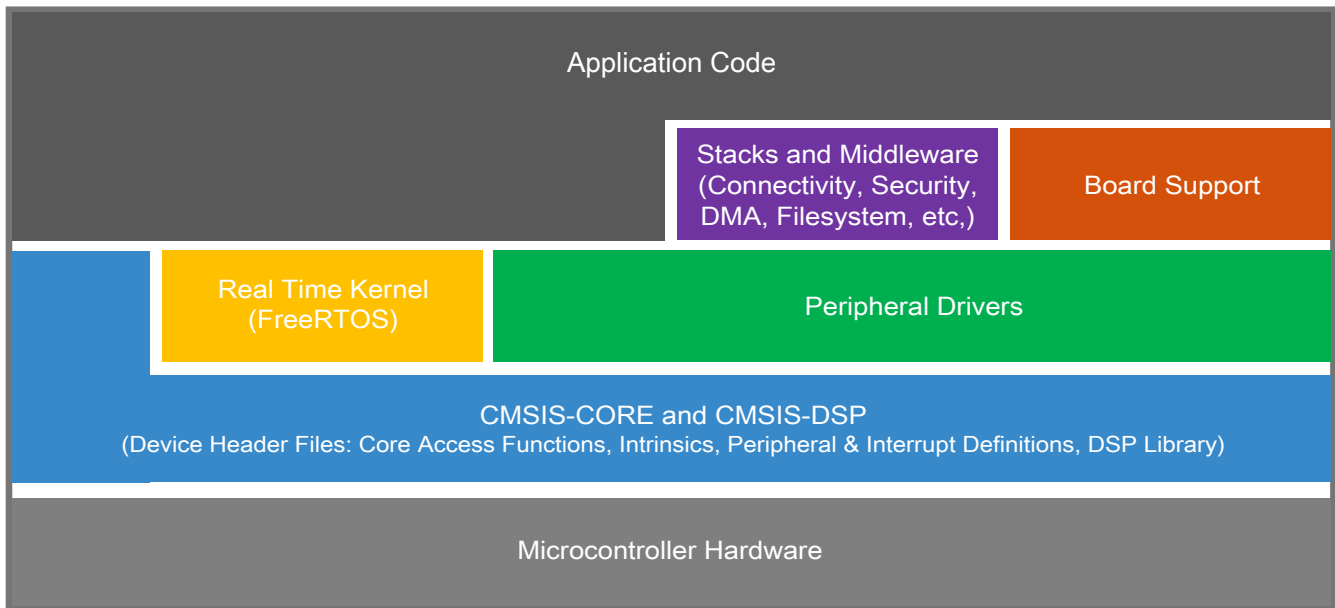 Application Code
Stacks and Middleware
(Connectivity, Security,
DMA, Filesystem, etc,)
Board Support
Real Time Kernel
(FreeRTOS)
Peripheral Drivers
CMSIS-CORE and CMSIS-DSP
(Device Header Files: Core Access Functions, Intrinsics, Peripheral & Interrupt Definitions, DSP Library)
Microcontroller Hardware